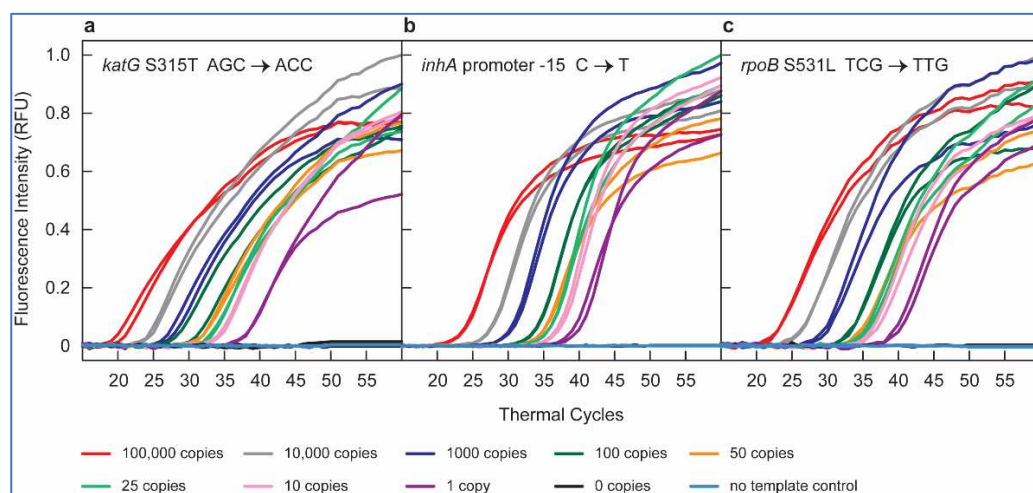 a
b
c
katG S315T AGC → ACC
inhA promoter -15 C → T
rpoB S531L TCG → TTG
Fluorescence Intensity (RFU)
1.0
0.8
0.6
0.4
0.2
0
20 25 30 35 40 45 50 55
20 25 30 35 40 45 50 55
20 25 30 35 40 45 50 55
Thermal Cycles
100,000 copies 10,000 copies 1000 copies 100 copies 50 copies
25 copies 10 copies 1 copy 0 copies no template control